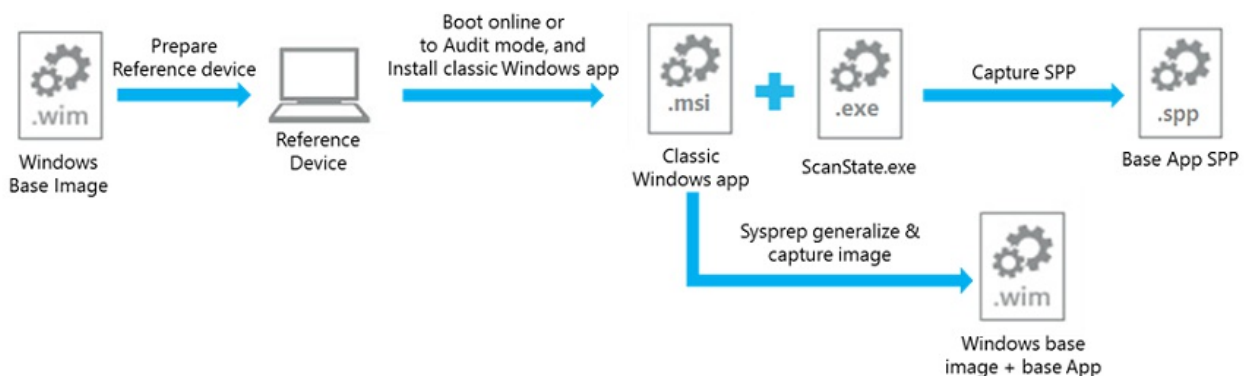 Prepare
Reference device
Boot online or
to Audit mode, and
Install classic Windows app
Capture SPP
.wim
.msi
.exe
.spp
Windows
Base Image
Reference
Device
Classic
Windows app
ScanState.exe
Base App SPP
Sysprep generalize &
capture image
.wim
Windows base
image + base App